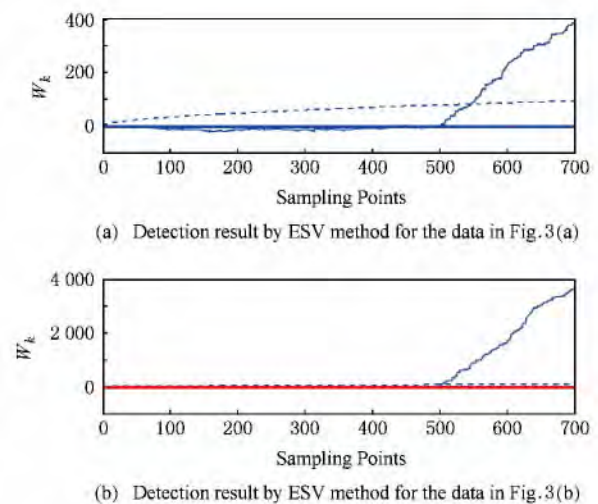 400
200
0
W_k
0 100 200 300 400 500 600 700
Sampling Points
(a) Detection result by ESV method for the data in Fig.3(a)
4 000
2 000
0
W_k
0 100 200 300 400 500 600 700
Sampling Points
(b) Detection result by ESV method for the data in Fig.3(b)